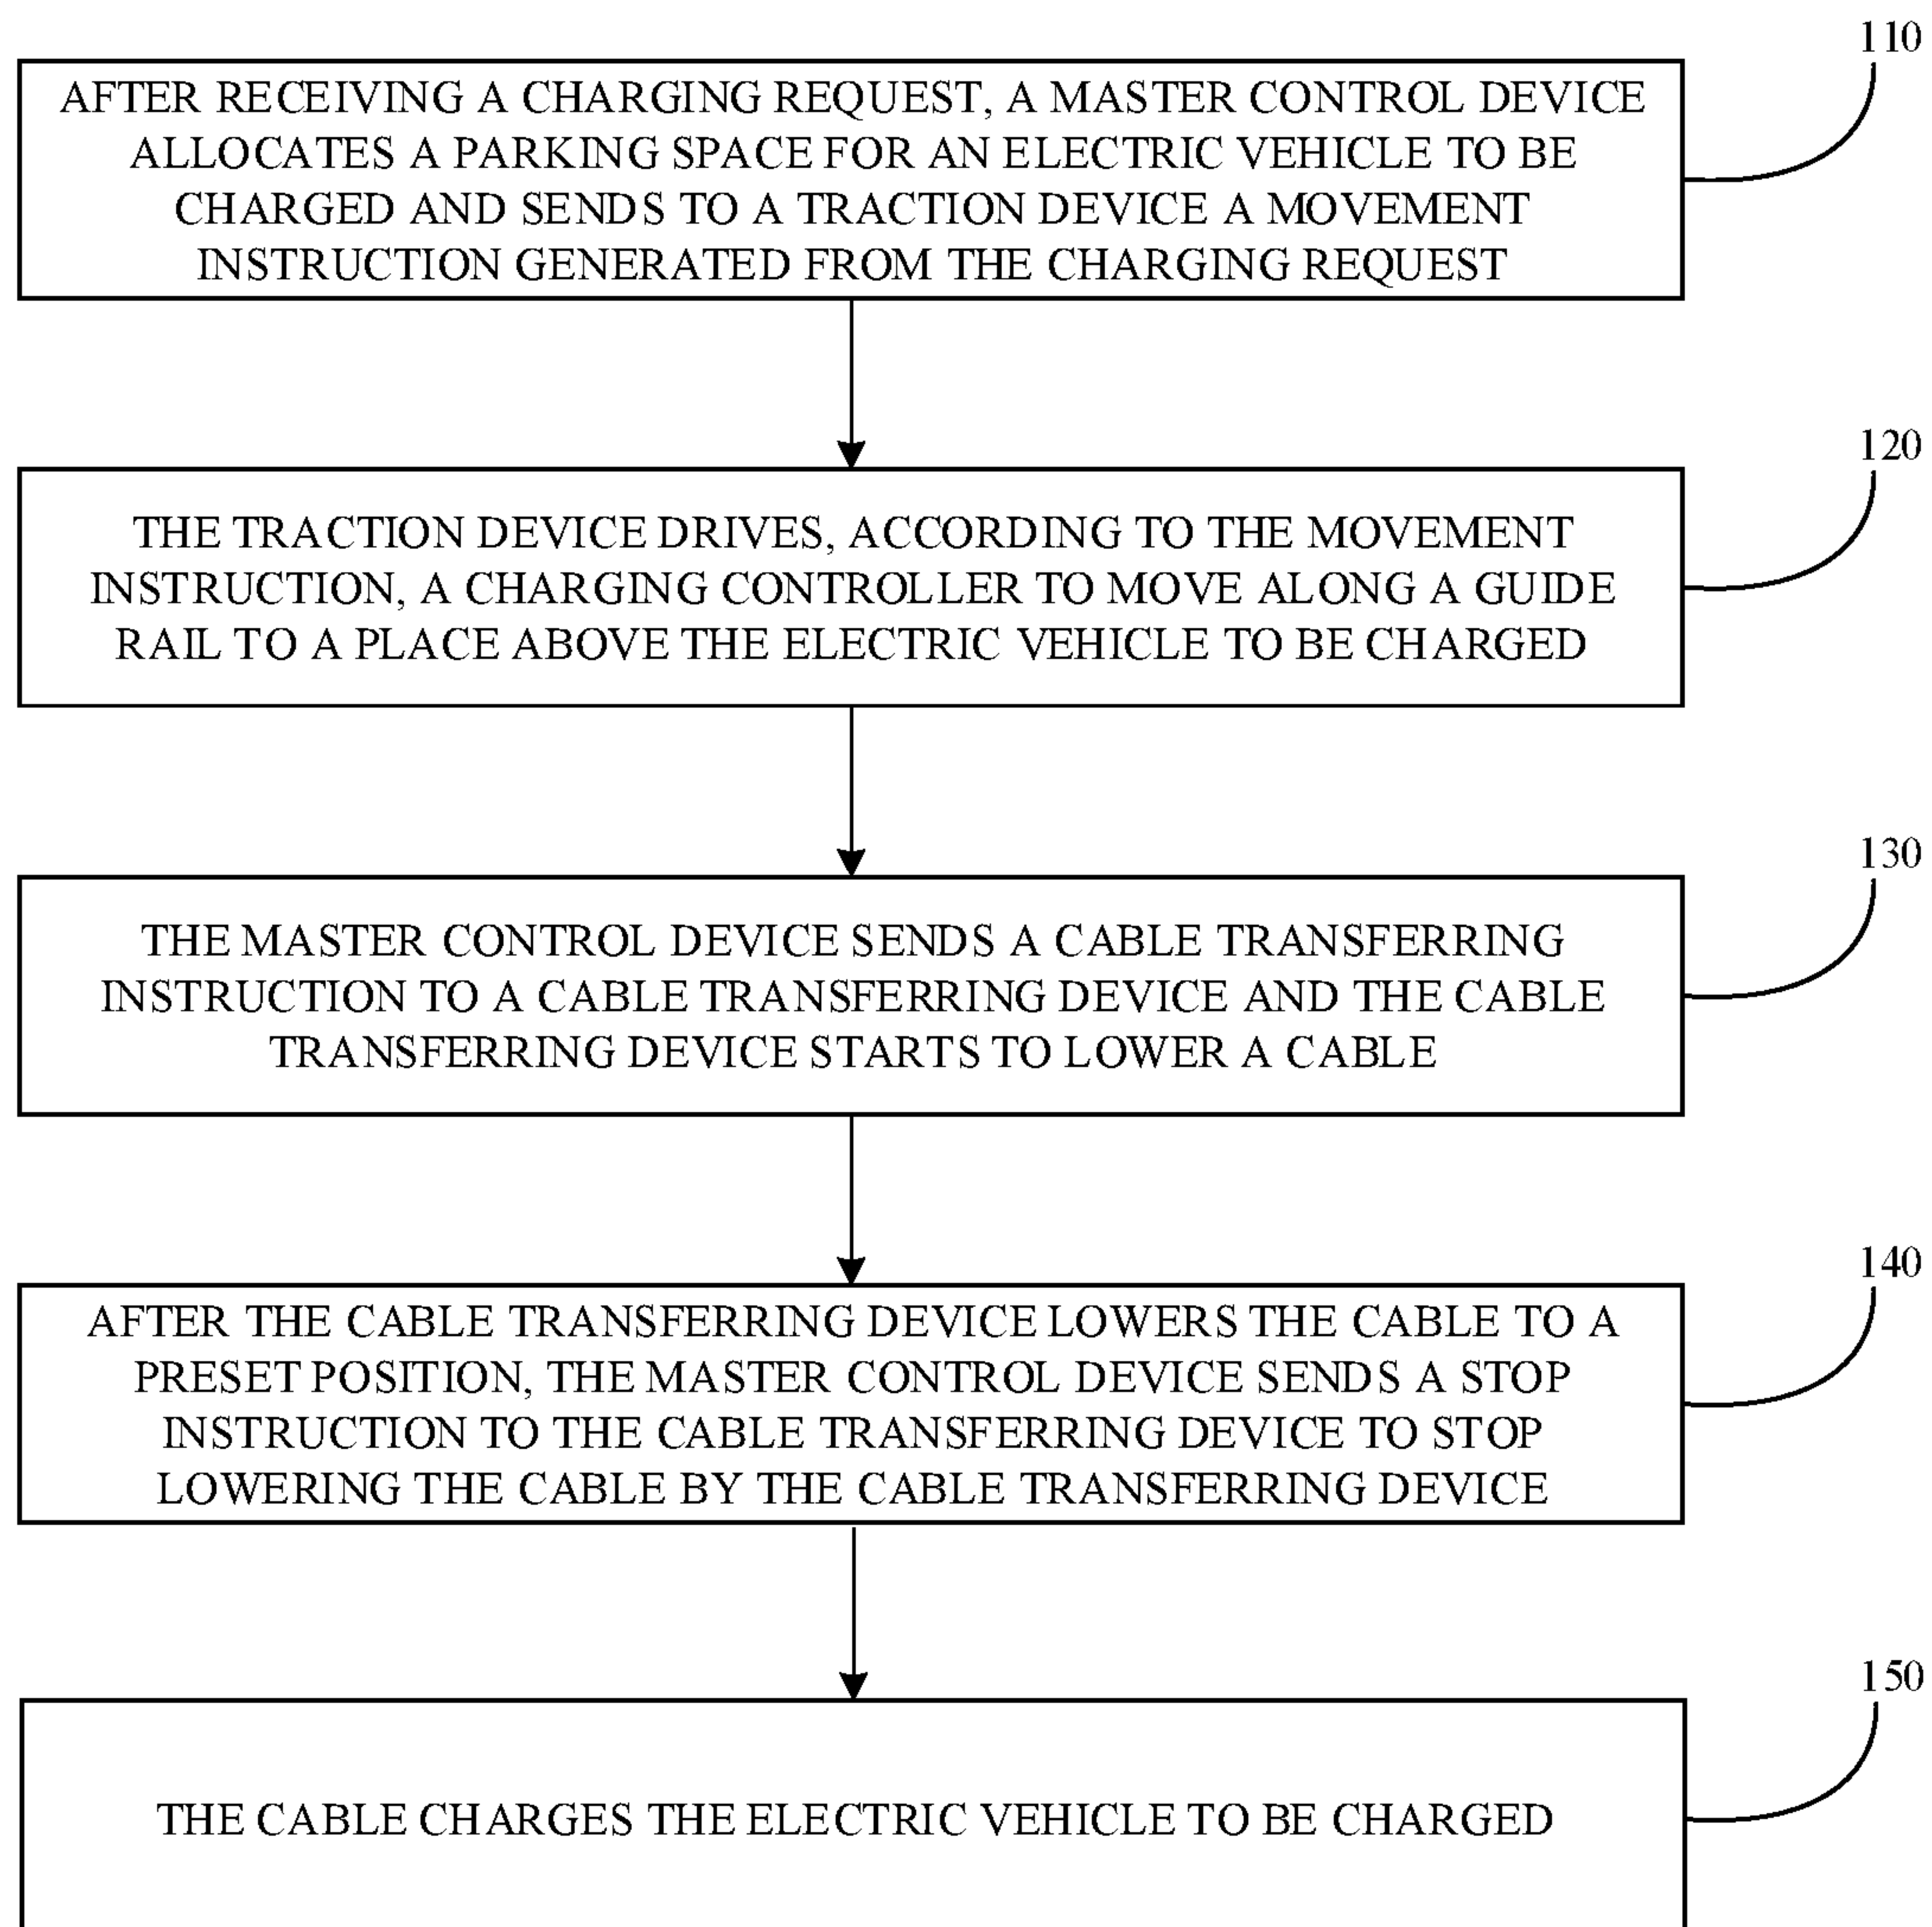 110
AFTER RECEIVING A CHARGING REQUEST, A MASTER CONTROL DEVICE
ALLOCATES A PARKING SPACE FOR AN ELECTRIC VEHICLE TO BE
CHARGED AND SENDS TO A TRACTION DEVICE A MOVEMENT
INSTRUCTION GENERATED FROM THE CHARGING REQUEST
120
THE TRACTION DEVICE DRIVES, ACCORDING TO THE MOVEMENT
INSTRUCTION, A CHARGING CONTROLLER TO MOVE ALONG A GUIDE
RAIL TO A PLACE ABOVE THE ELECTRIC VEHICLE TO BE CHARGED
130
THE MASTER CONTROL DEVICE SENDS A CABLE TRANSFERRING
INSTRUCTION TO A CABLE TRANSFERRING DEVICE AND THE CABLE
TRANSFERRING DEVICE STARTS TO LOWER A CABLE
140
AFTER THE CABLE TRANSFERRING DEVICE LOWERS THE CABLE TO A
PRESET POSITION, THE MASTER CONTROL DEVICE SENDS A STOP
INSTRUCTION TO THE CABLE TRANSFERRING DEVICE TO STOP
LOWERING THE CABLE BY THE CABLE TRANSFERRING DEVICE
150
THE CABLE CHARGES THE ELECTRIC VEHICLE TO BE CHARGED